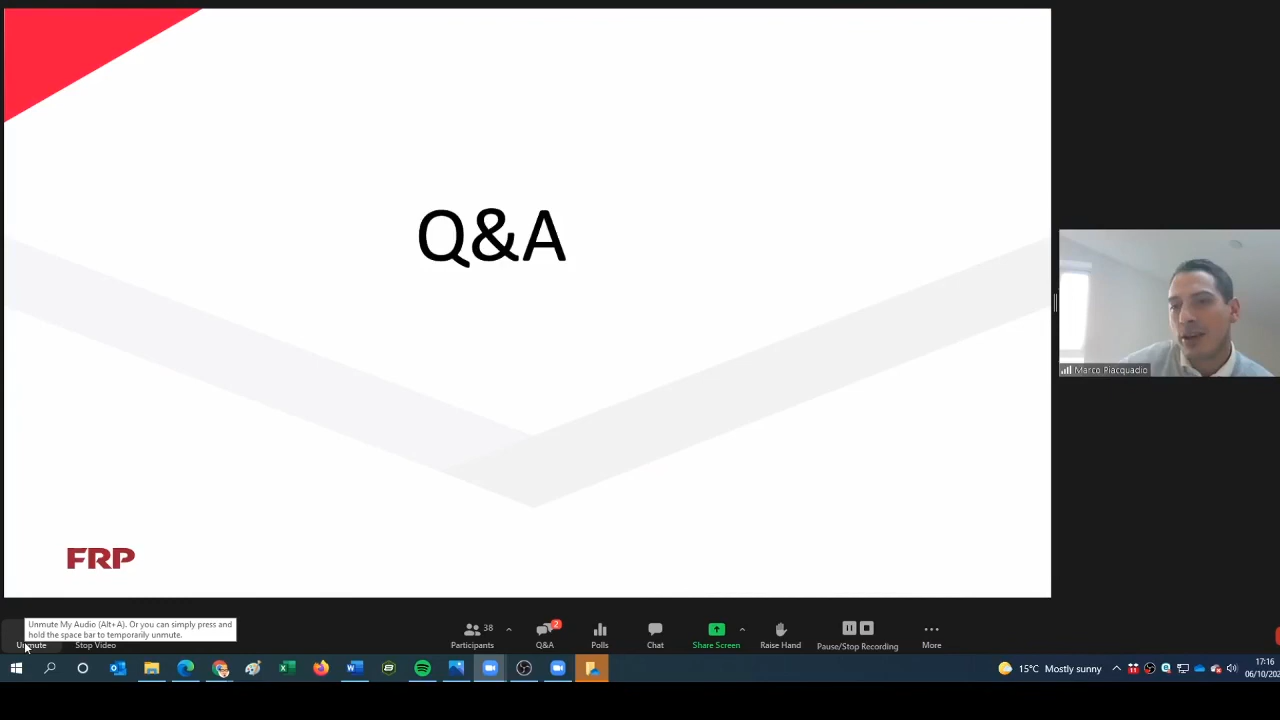 Q&A
Marco Piacquadio
FRP
Unmute My Audio (Alt+A). Or you can simply press and
hold the space bar to temporarily unmute.
Unmute
Stop Video
38
Participants
2
Q&A
Polls
Chat
Share Screen
Raise Hand
Pause/Stop Recording
More
15°C Mostly sunny
17:16
06/10/202